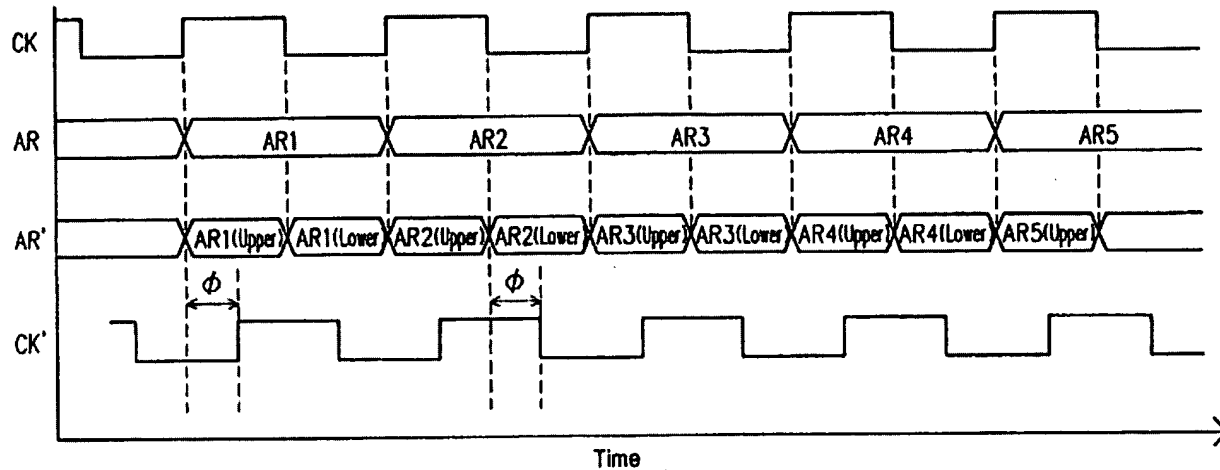 CK
AR AR1 AR2 AR3 AR4 AR5
AR' AR1(Upper) AR1(Lower) AR2(Upper) AR2(Lower) AR3(Upper) AR3(Lower) AR4(Upper) AR4(Lower) AR5(Upper)
ϕ ϕ
CK'
Time